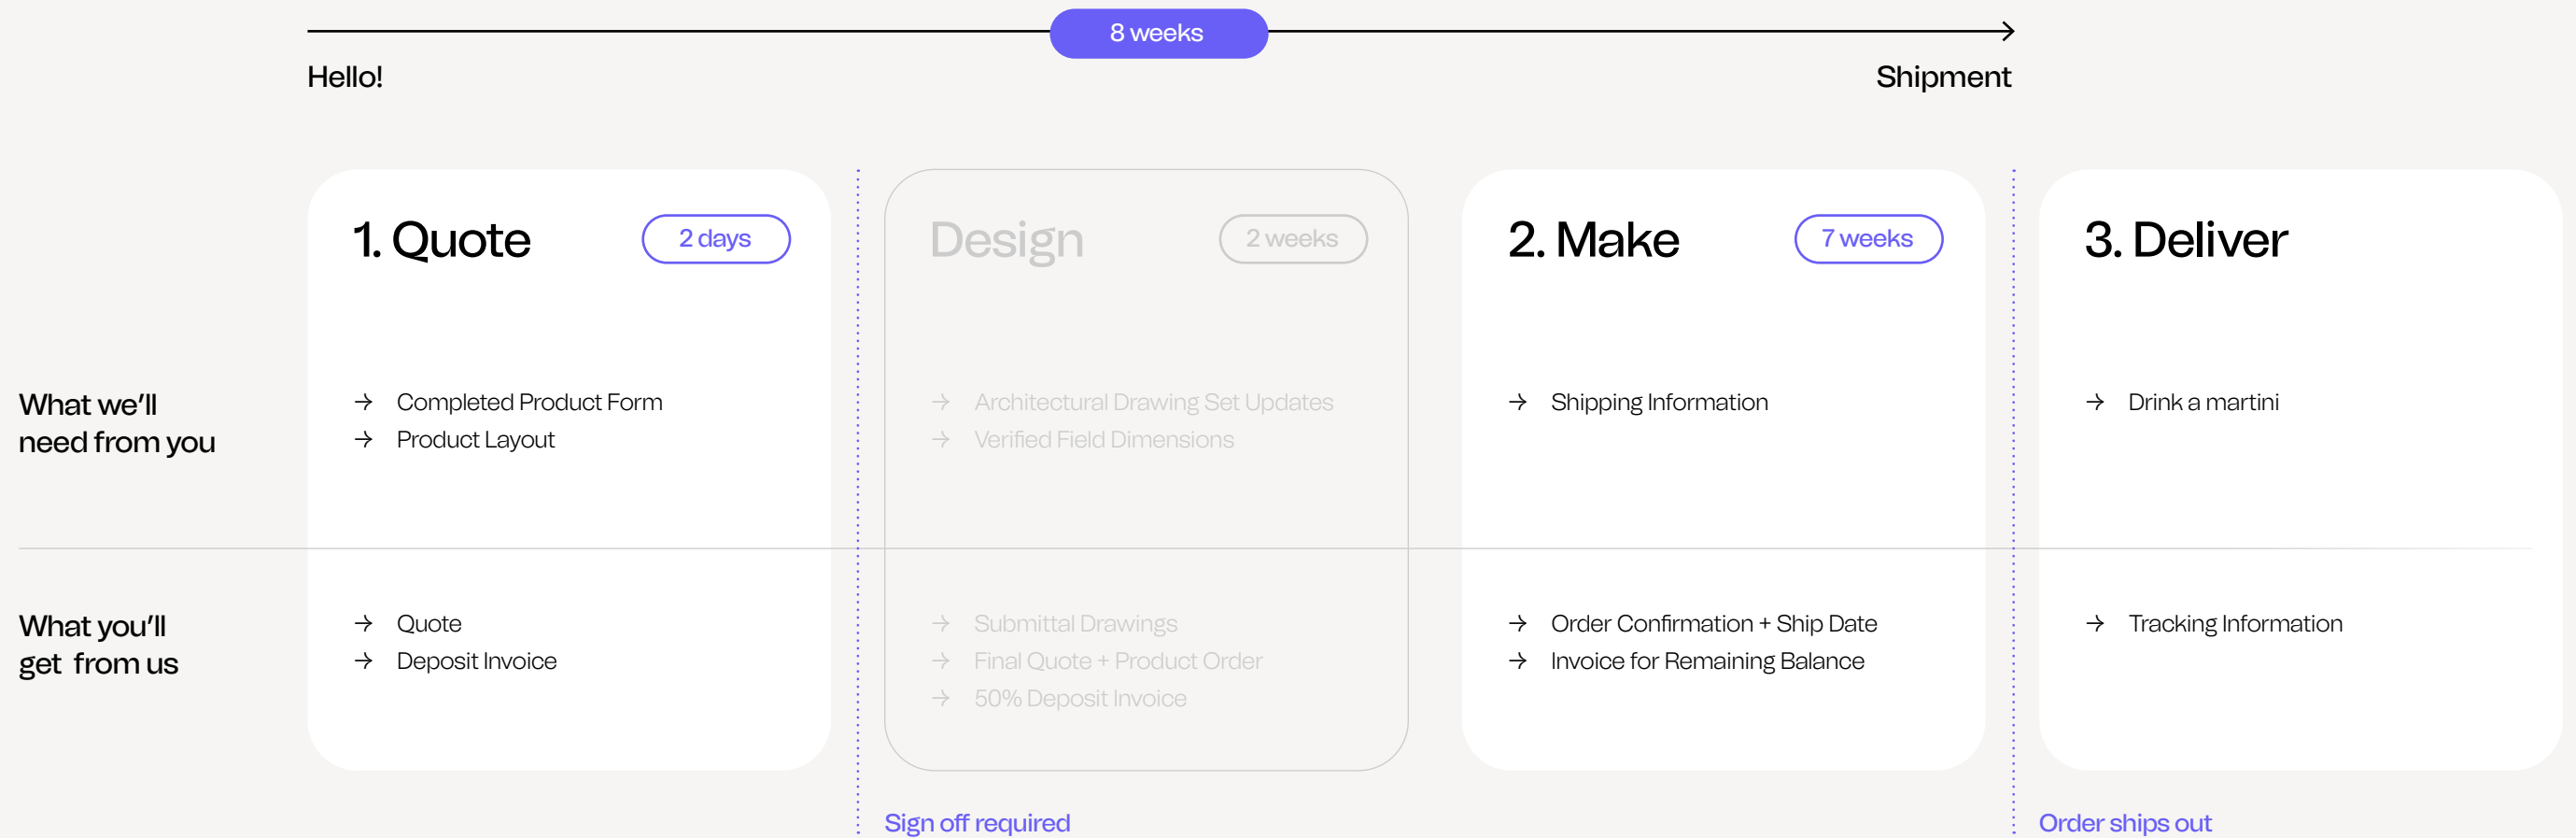 8 weeks
Hello!
Shipment
1. Quote
2 days
Design
2 weeks
2. Make
7 weeks
3. Deliver
What we’ll
need from you
→ Completed Product Form
→ Product Layout
→ Architectural Drawing Set Updates
→ Verified Field Dimensions
→ Shipping Information
→ Drink a martini
What you’ll
get from us
→ Quote
→ Deposit Invoice
→ Submittal Drawings
→ Final Quote + Product Order
→ 50% Deposit Invoice
→ Order Confirmation + Ship Date
→ Invoice for Remaining Balance
→ Tracking Information
Sign off required
Order ships out